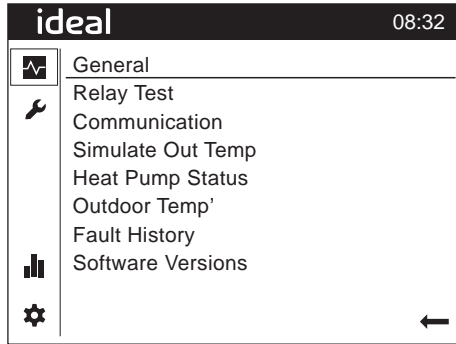 ideal 08:32
General
Relay Test
Communication
Simulate Out Temp
Heat Pump Status
Outdoor Temp'
Fault History
Software Versions